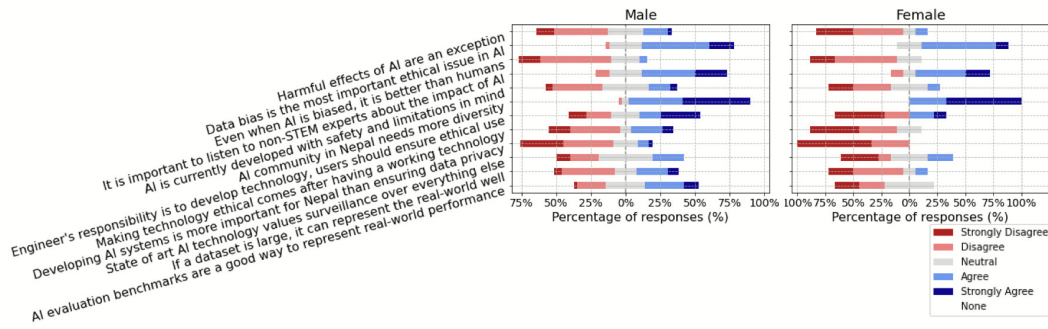 Male
Female
Harmful effects of AI are an exception
Data bias is the most important ethical issue in AI
Even when AI is biased, it is better than humans
It is important to listen to non-STEM experts about the impact of AI
AI is currently developed with safety and limitations in mind
AI community in Nepal needs more diversity
Engineer's responsibility is to develop technology, users should ensure ethical use
Making technology ethical comes after having a working technology
Developing AI systems is more important for Nepal than ensuring data privacy
State of art AI technology values surveillance over everything else
If a dataset is large, it can represent the real-world well
AI evaluation benchmarks are a good way to represent real-world performance
75% 50% 25% 0% 25% 50% 75% 100%
100% 75% 50% 25% 0% 25% 50% 75% 100%
Percentage of responses (%)
Percentage of responses (%)
Strongly Disagree
Disagree
Neutral
Agree
Strongly Agree
None